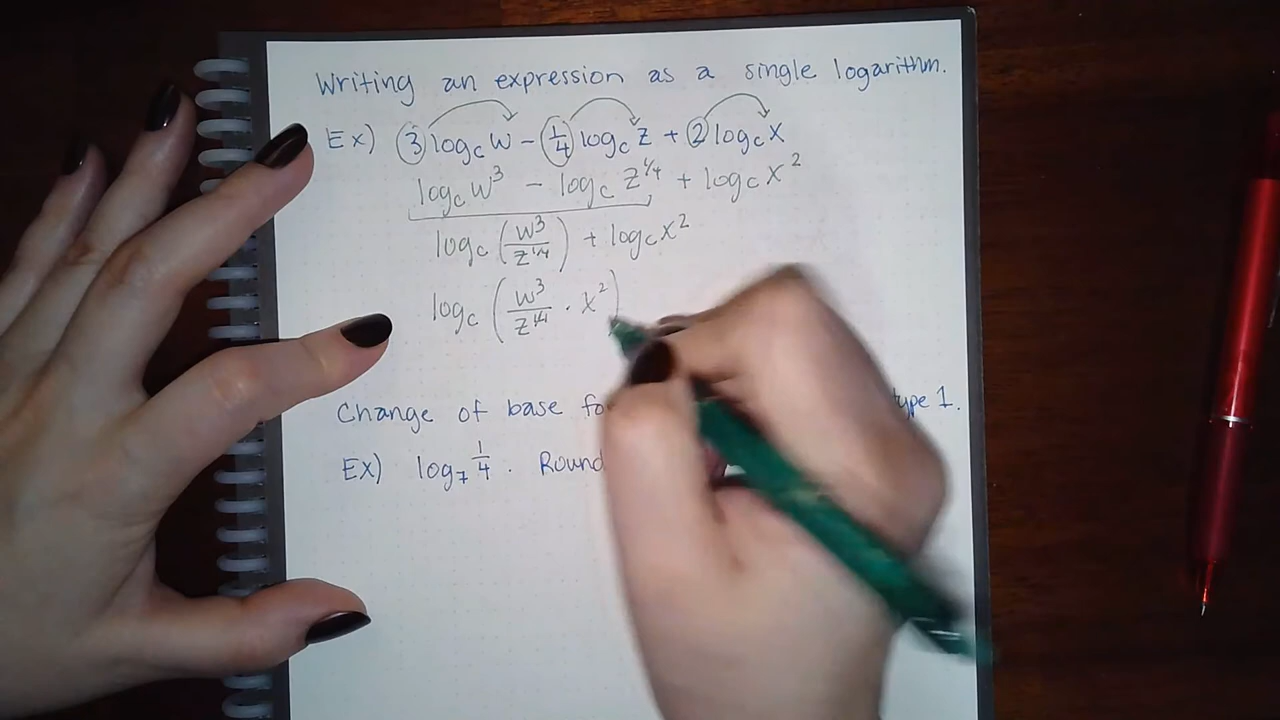 Writing an expression as a single logarithm.
Ex) 3 log_c w - 1/4 log_c z + 2 log_c x
log_c w^3 - log_c z^1/4 + log_c x^2
log_c (w^3/z^1/4) + log_c x^2
log_c (w^3/z^1/4 · x^2)
Change of base type 1.
EX) log_7 1/4 . Round